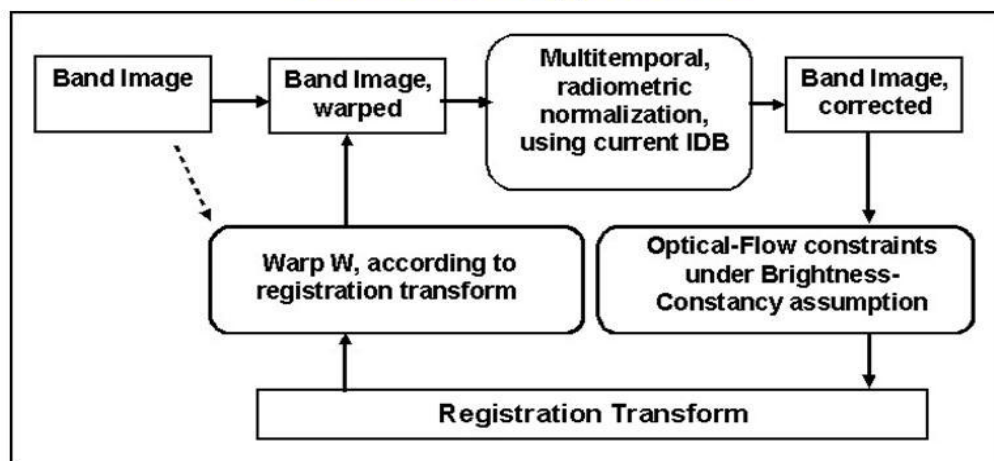 Band Image
Band Image,
warped
Multitemporal,
radiometric
normalization,
using current IDB
Band Image,
corrected
Warp W, according to
registration transform
Optical-Flow constraints
under Brightness-
Constancy assumption
Registration Transform